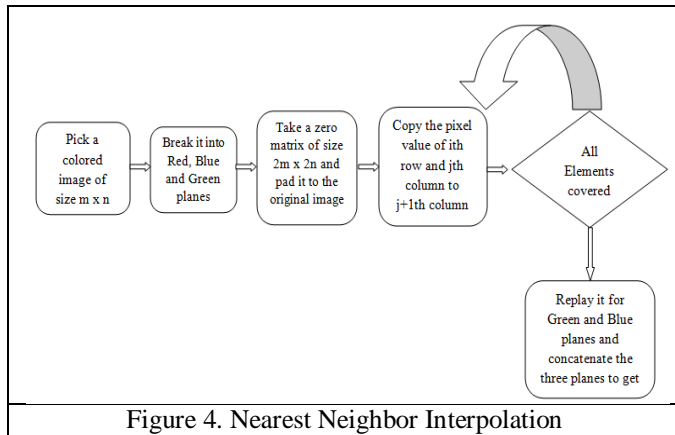 Pick a
colored
image of
size m x n
Break it into
Red, Blue
and Green
planes
Take a zero
matrix of size
2m x 2n and
pad it to the
original image
Copy the pixel
value of ith
row and jth
column to
j+1th column
All
Elements
covered
Replay it for
Green and Blue
planes and
concatenate the
three planes to get
Figure 4. Nearest Neighbor Interpolation